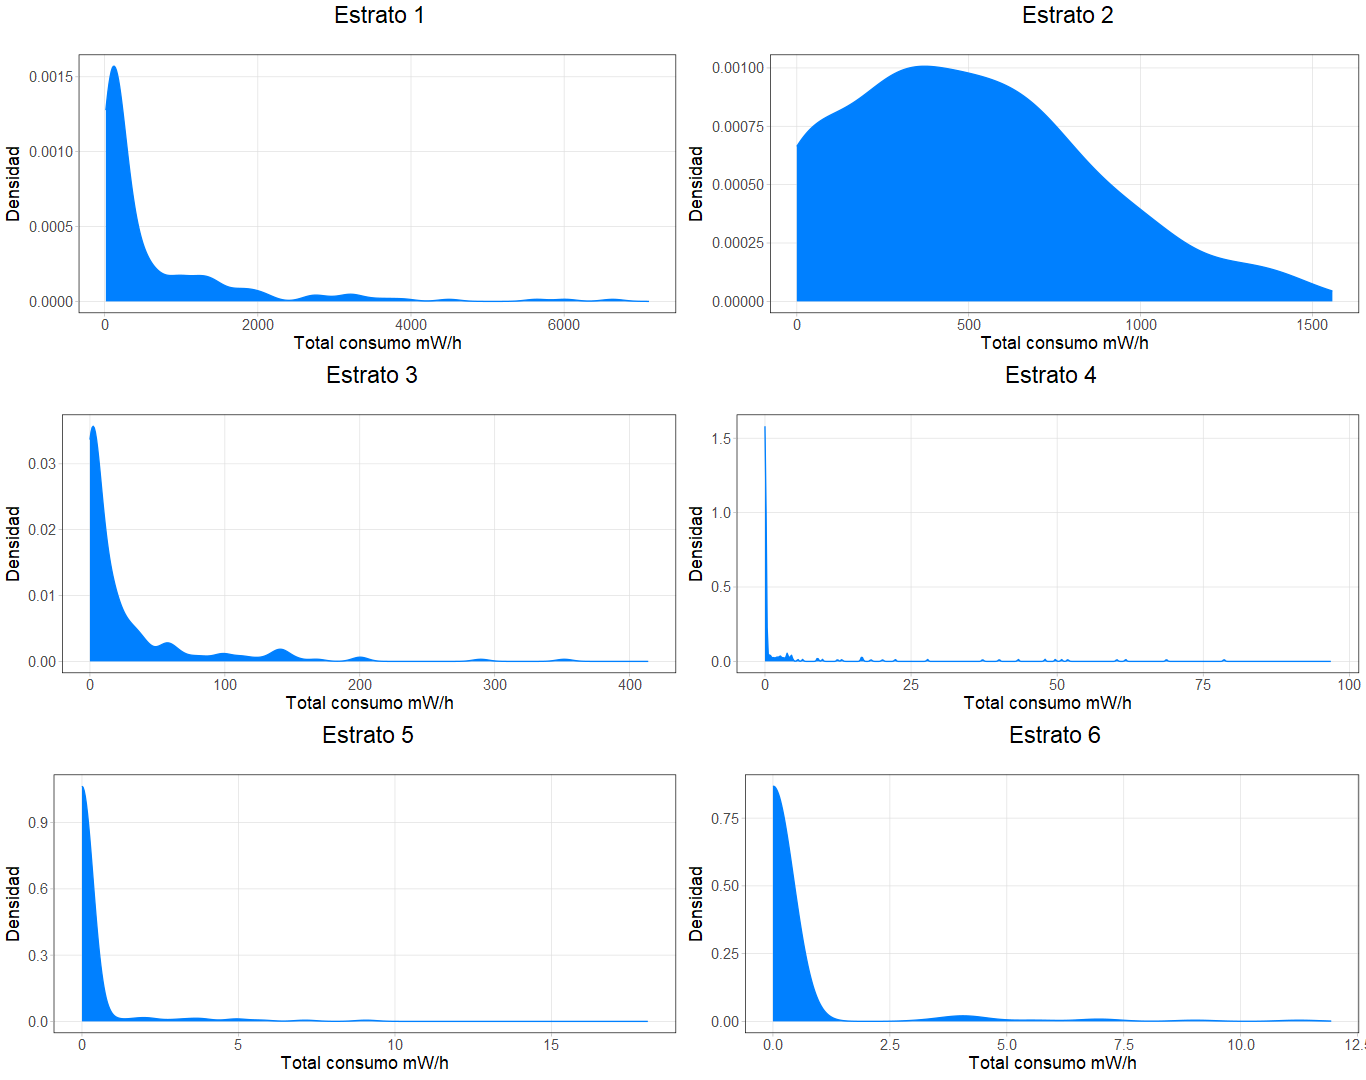 Estrato 1
Densidad
0.0015
0.0010
0.0005
0.0000
0 2000 4000 6000
Total consumo mW/h
Estrato 2
Densidad
0.00100
0.00075
0.00050
0.00025
0.00000
0 500 1000 1500
Total consumo mW/h
Estrato 3
Densidad
0.03
0.02
0.01
0.00
0 100 200 300 400
Total consumo mW/h
Estrato 4
Densidad
1.5
1.0
0.5
0.0
0 25 50 75 100
Total consumo mW/h
Estrato 5
Densidad
0.9
0.6
0.3
0.0
0 5 10 15
Total consumo mW/h
Estrato 6
Densidad
0.75
0.50
0.25
0.00
0.0 2.5 5.0 7.5 10.0
Total consumo mW/h